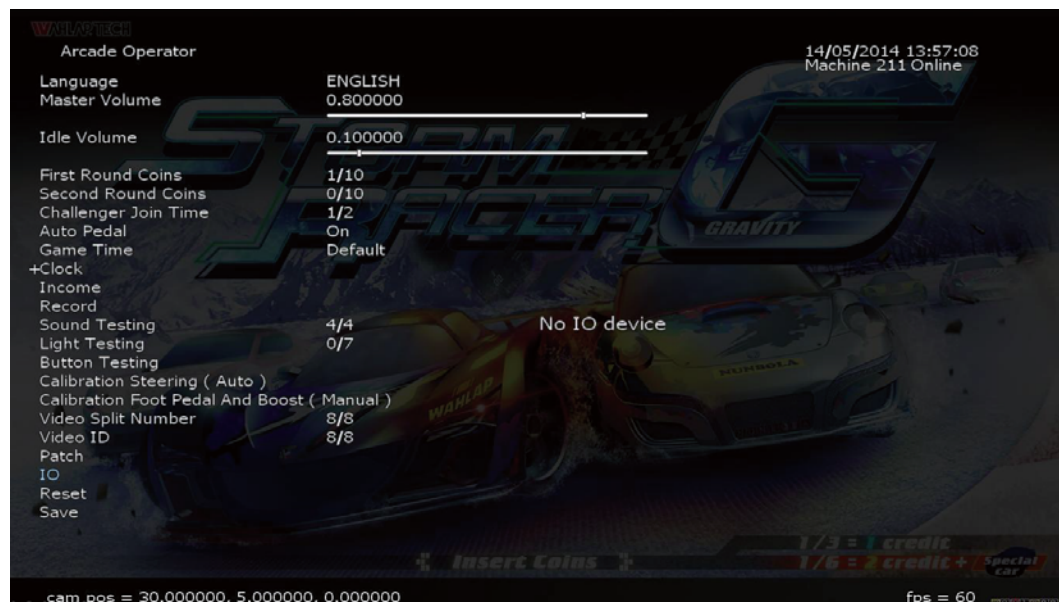 WAHLAPTECH
Arcade Operator
14/05/2014 13:57:08
Machine 211 Online
Language ENGLISH
Master Volume 0.800000
Idle Volume 0.100000
First Round Coins 1/10
Second Round Coins 0/10
Challenger Join Time 1/2
Auto Pedal On
Game Time Default
+Clock
Income
Record
Sound Testing 4/4
Light Testing 0/7
Button Testing
Calibration Steering ( Auto )
Calibration Foot Pedal And Boost ( Manual )
Video Split Number 8/8
Video ID 8/8
Patch
IO
Reset
Save
No IO device
STORM
RACER G
GRAVITY
NUNBOLA
WAHLAP
Insert Coins
1/3 = 1 credit
1/6 = 2 credit + Special car
cam pos = 30.000000, 5.000000, 0.000000
fps = 60